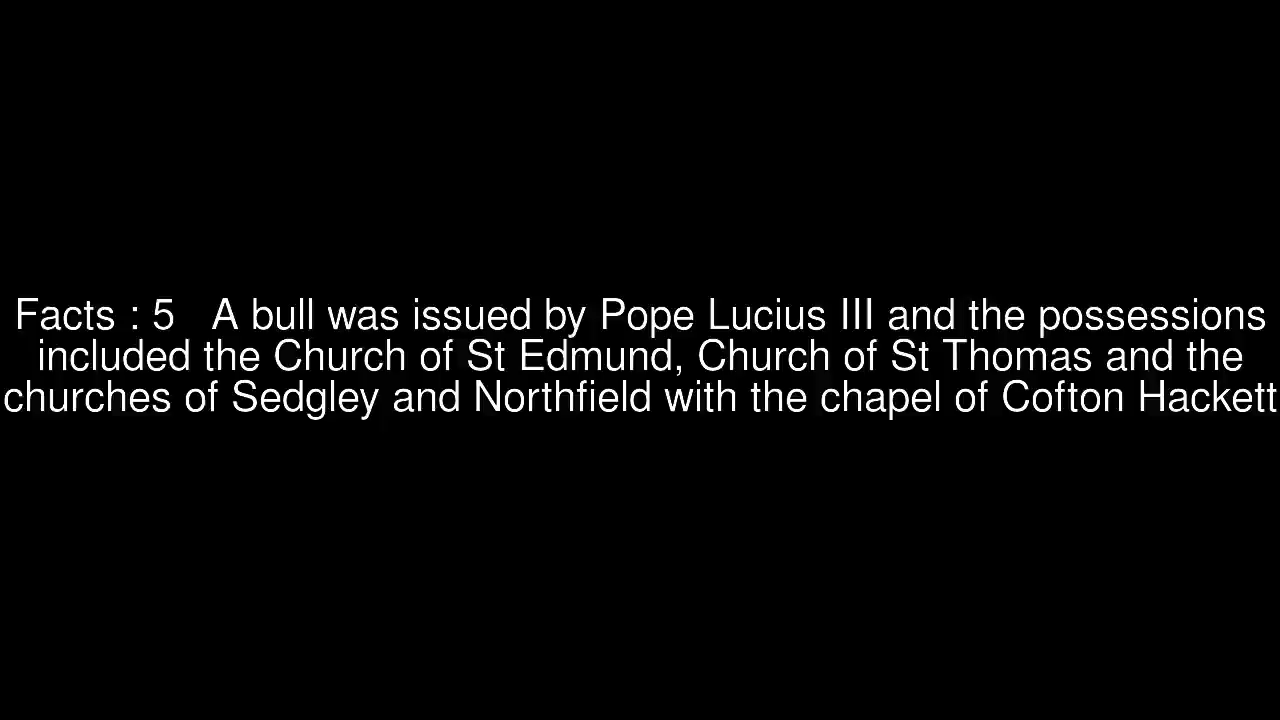 Facts : 5 A bull was issued by Pope Lucius III and the possessions
included the Church of St Edmund, Church of St Thomas and the
churches of Sedgley and Northfield with the chapel of Cofton Hackett